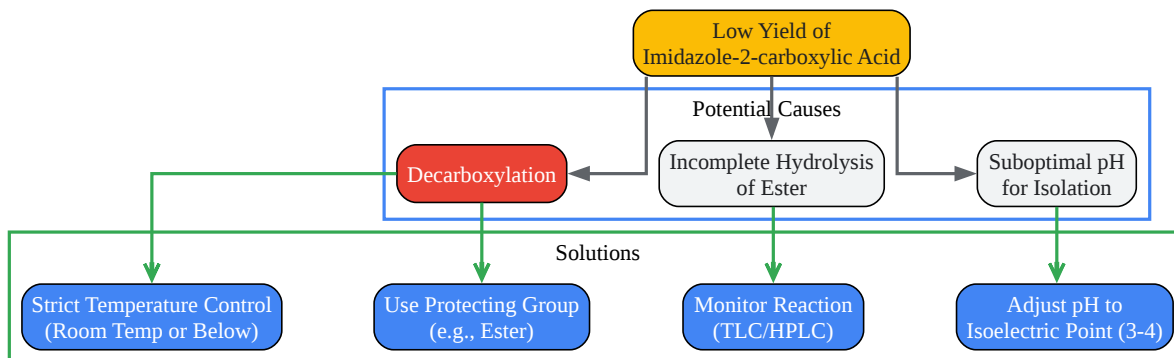 Low Yield of
Imidazole-2-carboxylic Acid
Potential Causes
Decarboxylation
Incomplete Hydrolysis
of Ester
Suboptimal pH
for Isolation
Solutions
Strict Temperature Control
(Room Temp or Below)
Use Protecting Group
(e.g., Ester)
Monitor Reaction
(TLC/HPLC)
Adjust pH to
Isoelectric Point (3-4)